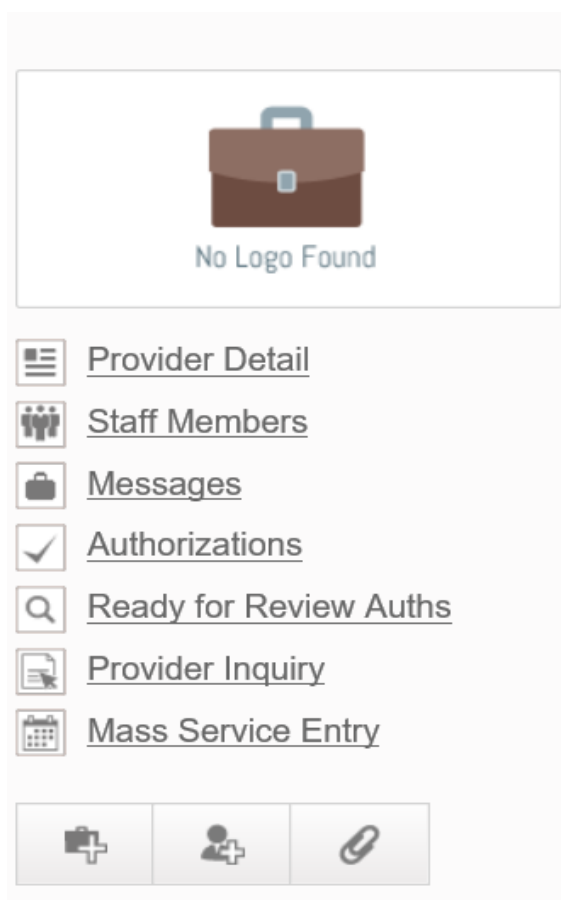 No Logo Found
Provider Detail
Staff Members
Messages
Authorizations
Ready for Review Auths
Provider Inquiry
Mass Service Entry